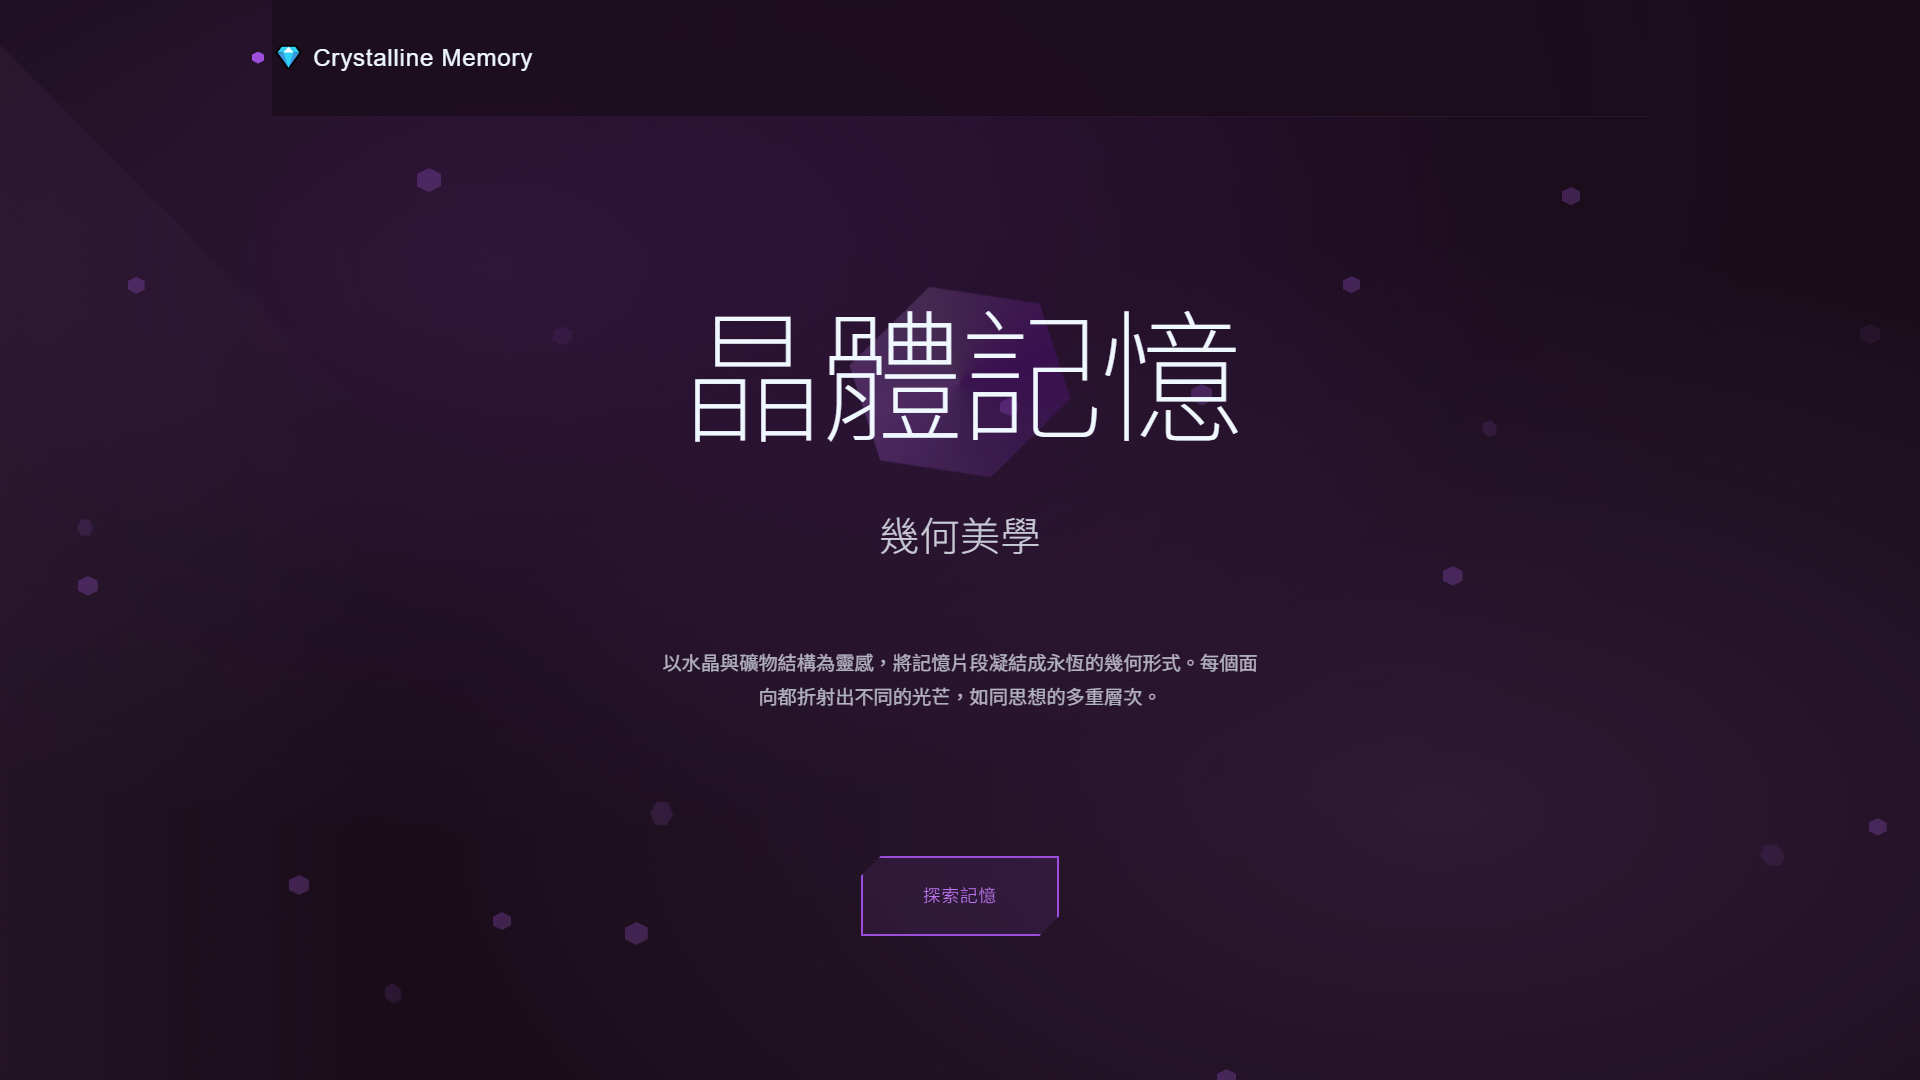 Crystalline Memory
晶體記憶
幾何美學
以水晶與礦物結構為靈感，將記憶片段凝結成永恆的幾何形式。每個面
向都折射出不同的光芒，如同思想的多重層次。
探索記憶